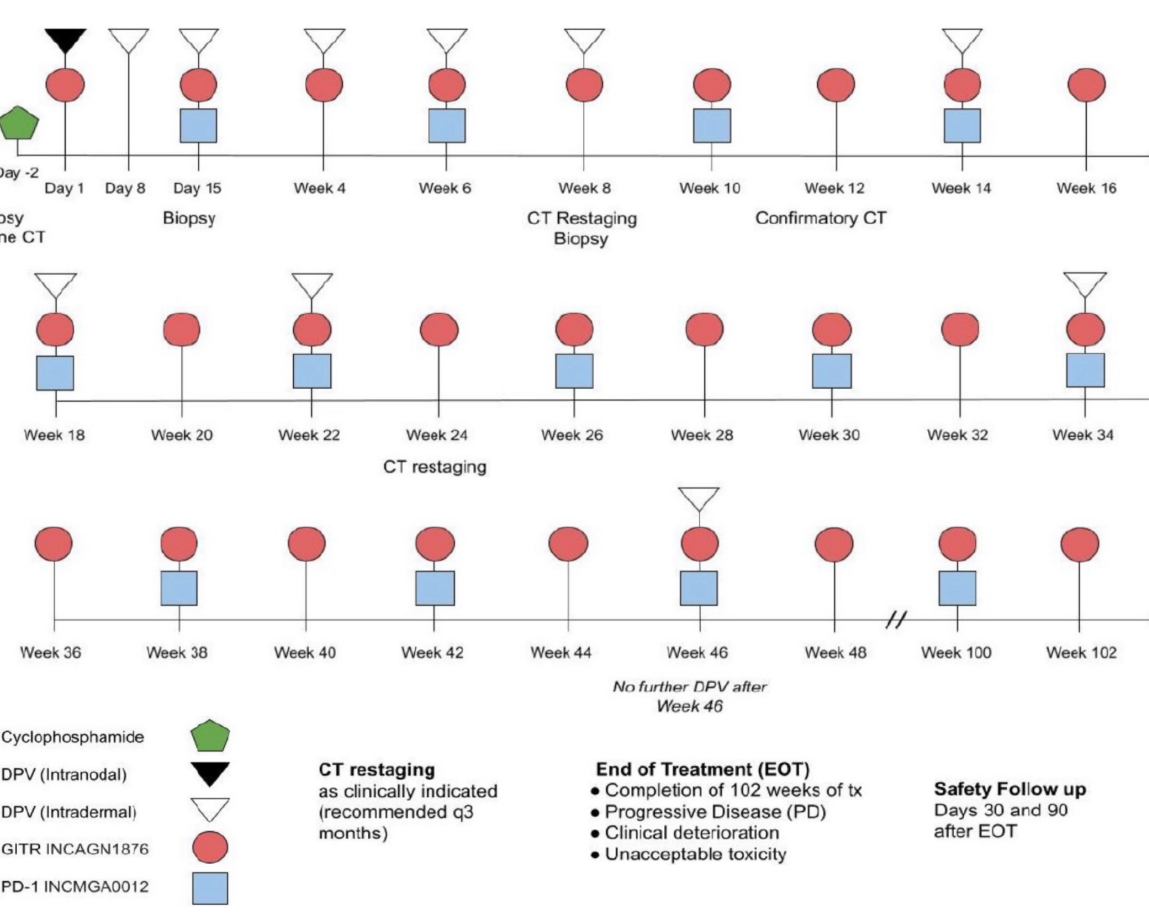 Day -2 Day 1 Day 8 Day 15 Week 4 Week 6 Week 8 Week 10 Week 12 Week 14 Week 16
Biopsy CT Restaging Confirmatory CT
ne CT Biopsy
Week 18 Week 20 Week 22 Week 24 Week 26 Week 28 Week 30 Week 32 Week 34
CT restaging
Week 36 Week 38 Week 40 Week 42 Week 44 Week 46 Week 48 // Week 100 Week 102
No further DPV after
Week 46
Cyclophosphamide
DPV (Intranodal)
DPV (Intradermal)
GITR INCAGN1876
PD-1 INCMGA0012
CT restaging
as clinically indicated
(recommended q3
months)
End of Treatment (EOT)
• Completion of 102 weeks of tx
• Progressive Disease (PD)
• Clinical deterioration
• Unacceptable toxicity
Safety Follow up
Days 30 and 90
after EOT